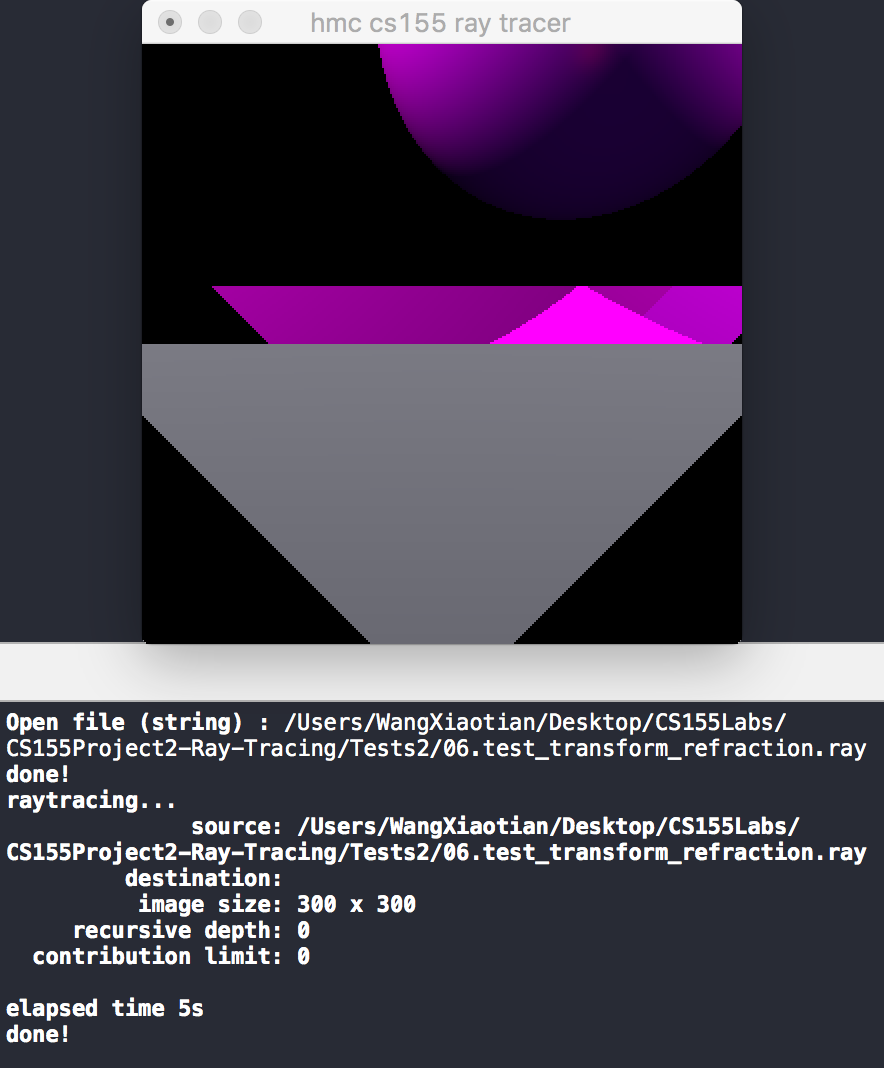 hmc cs155 ray tracer
Open file (string) : /Users/WangXiaotian/Desktop/CS155Labs/
CS155Project2-Ray-Tracing/Tests2/06.test_transform_refraction.ray
done!
raytracing...
source: /Users/WangXiaotian/Desktop/CS155Labs/
CS155Project2-Ray-Tracing/Tests2/06.test_transform_refraction.ray
destination:
image size: 300 x 300
recursive depth: 0
contribution limit: 0
elapsed time 5s
done!